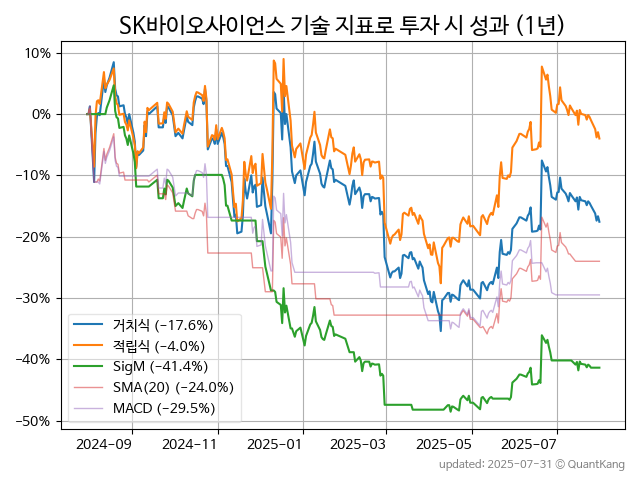 SK바이오사이언스 기술 지표로 투자 시 성과 (1년)
10%
0%
−10%
−20%
−30%
−40%
−50%
거치식 (−17.6%)
적립식 (−4.0%)
SigM (−41.4%)
SMA(20) (−24.0%)
MACD (−29.5%)
2024-09 2024-11 2025-01 2025-03 2025-05 2025-07
updated: 2025-07-31 © QuantKang